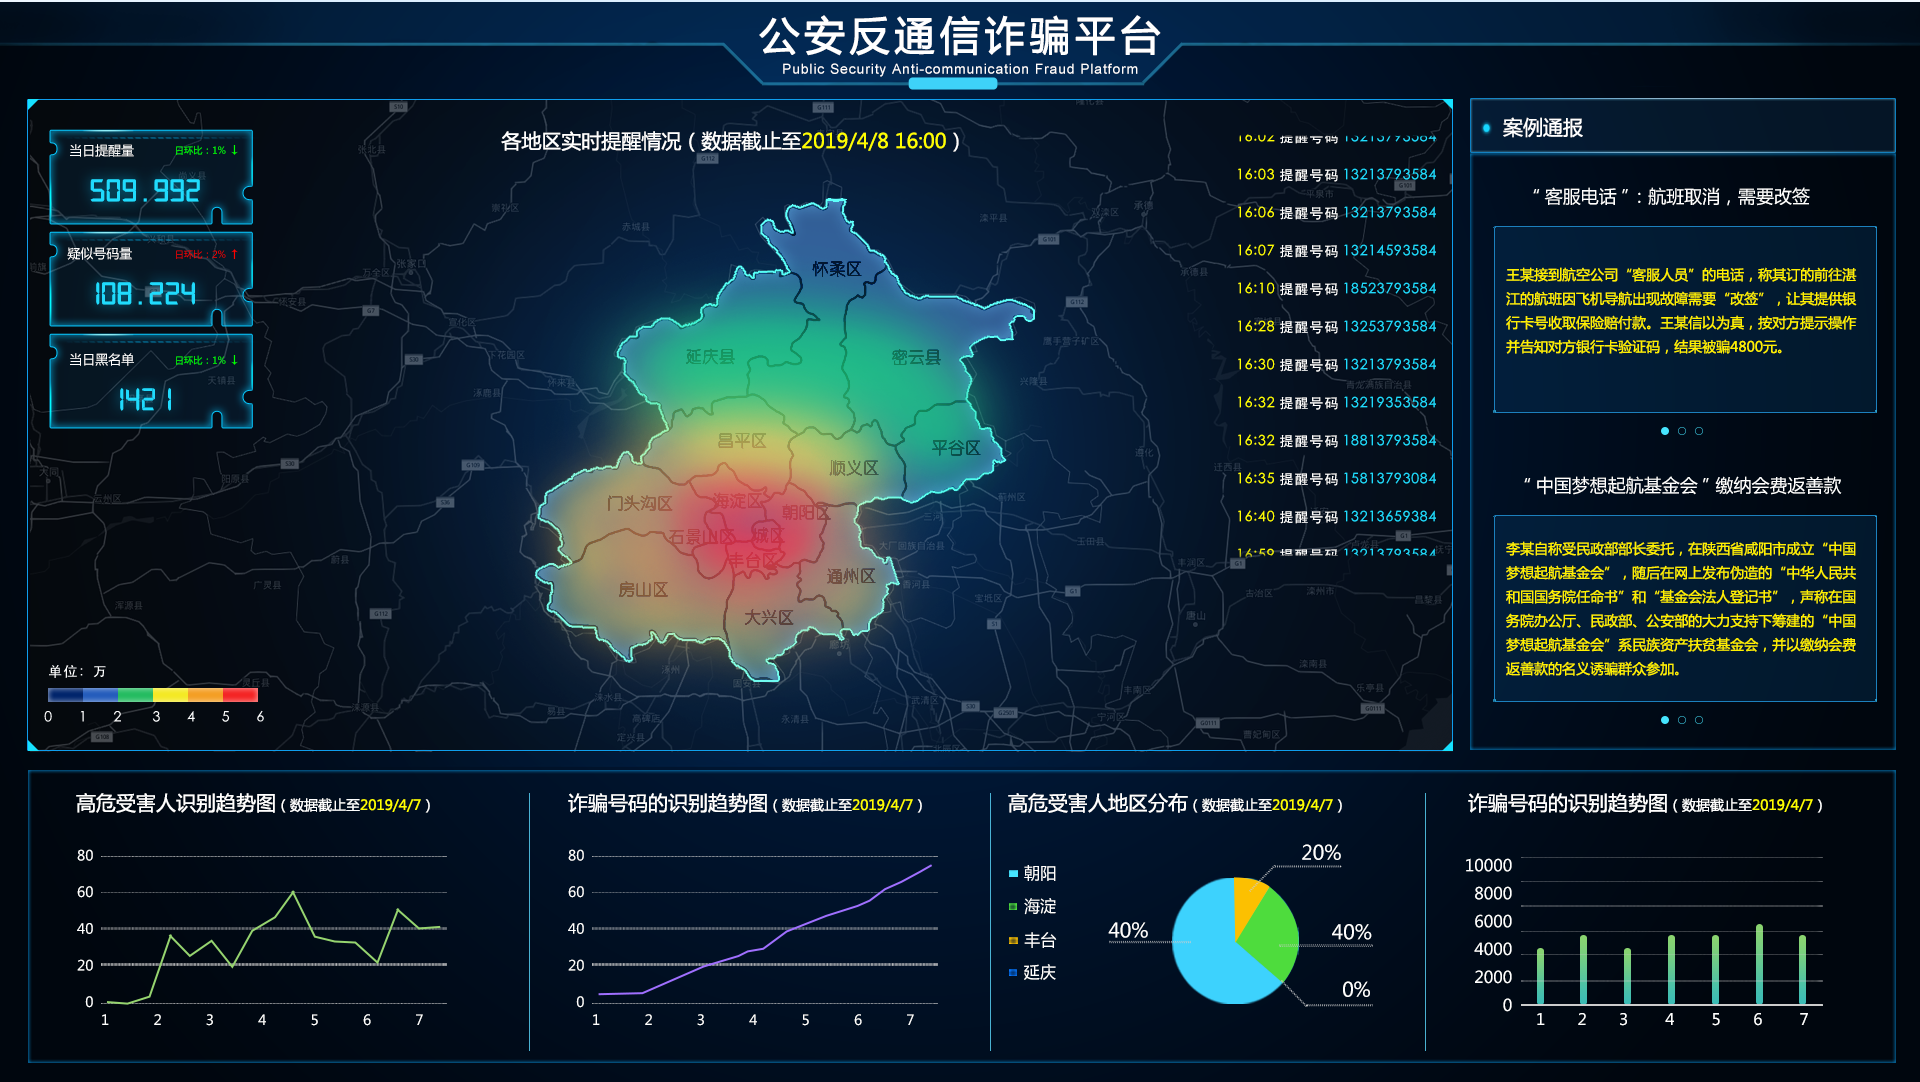 公安反通信诈骗平台
Public Security Anti-communication Fraud Platform
各地区实时提醒情况（数据截止至2019/4/8 16:00）
当日提醒量 日环比：1% ↓
509.992
疑似号码量 日环比：2% ↑
108.224
当日黑名单 日环比：1% ↓
1421
怀柔区
延庆县
密云县
昌平区
平谷区
顺义区
门头沟区
海淀区
朝阳区
石景山区
城区
丰台区
通州区
房山区
大兴区
单位：万
0 1 2 3 4 5 6
16:02 提醒号码 13213793584
16:03 提醒号码 13213793584
16:06 提醒号码 13213793584
16:07 提醒号码 13214593584
16:10 提醒号码 18523793584
16:28 提醒号码 13253793584
16:30 提醒号码 13213793584
16:32 提醒号码 13219353584
16:32 提醒号码 18813793584
16:35 提醒号码 15813793084
16:40 提醒号码 13213659384
16:59 提醒号码 13213793584
案例通报
“客服电话”：航班取消，需要改签
王某接到航空公司“客服人员”的电话，称其订的前往湛
江的航班因飞机导航出现故障需要“改签”，让其提供银
行卡号收取保险赔付款。王某信以为真，按对方提示操作
并告知对方银行卡验证码，结果被骗4800元。
“中国梦想起航基金会”缴纳会费返善款
李某自称受民政部部长委托，在陕西省咸阳市成立“中国
梦想起航基金会”，随后在网上发布伪造的“中华人民共
和国国务院任命书”和“基金会法人登记书”，声称在国
务院办公厅、民政部、公安部的大力支持下筹建的“中国
梦想起航基金会”系民族资产扶贫基金会，并以缴纳会费
返善款的名义诱骗群众参加。
高危受害人识别趋势图（数据截止至2019/4/7）
80
60
40
20
0
1 2 3 4 5 6 7
诈骗号码的识别趋势图（数据截止至2019/4/7）
80
60
40
20
0
1 2 3 4 5 6 7
高危受害人地区分布（数据截止至2019/4/7）
朝阳
海淀
丰台
延庆
20%
40%
40%
0%
诈骗号码的识别趋势图（数据截止至2019/4/7）
10000
8000
6000
4000
2000
0
1 2 3 4 5 6 7